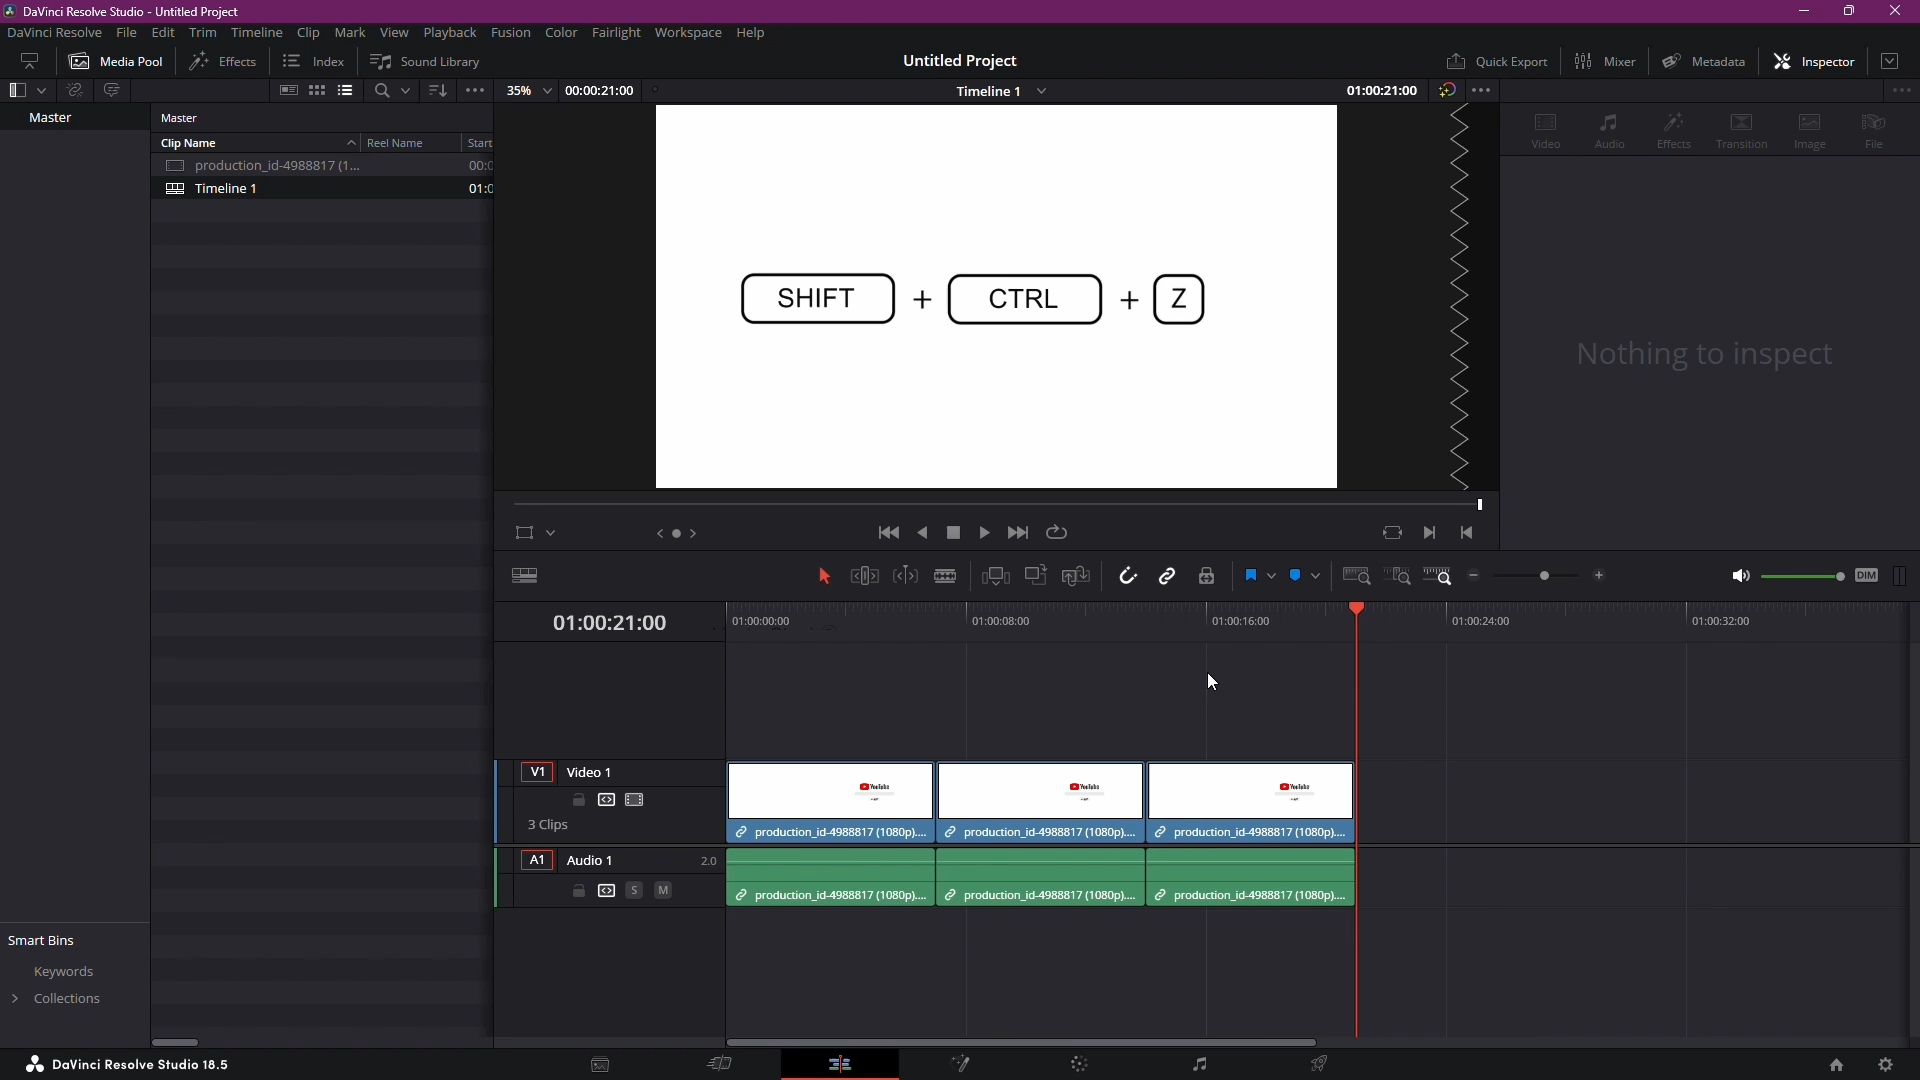 DaVinci Resolve Studio - Untitled Project
DaVinci Resolve File Edit Trim Timeline Clip Mark View Playback Fusion Color Fairlight Workspace Help
Media Pool Effects Index Sound Library Untitled Project Quick Export Mixer Metadata Inspector
35% 00:00:21:00 Timeline 1 01:00:21:00
Master Master
Video Audio Effects Transition Image File
Clip Name Reel Name Start
production_id-4988817 (1... 00:0
Timeline 1 01:0
SHIFT + CTRL + Z
Nothing to inspect
DIM
01:00:21:00 01:00:00:00 01:00:08:00 01:00:16:00 01:00:24:00 01:00:32:00
V1 Video 1
YouTube YouTube YouTube
3 Clips
production_id-4988817 (1080p).... production_id-4988817 (1080p).... production_id-4988817 (1080p)....
A1 Audio 1 2.0
S M
production_id-4988817 (1080p).... production_id-4988817 (1080p).... production_id-4988817 (1080p)....
Smart Bins
Keywords
Collections
DaVinci Resolve Studio 18.5